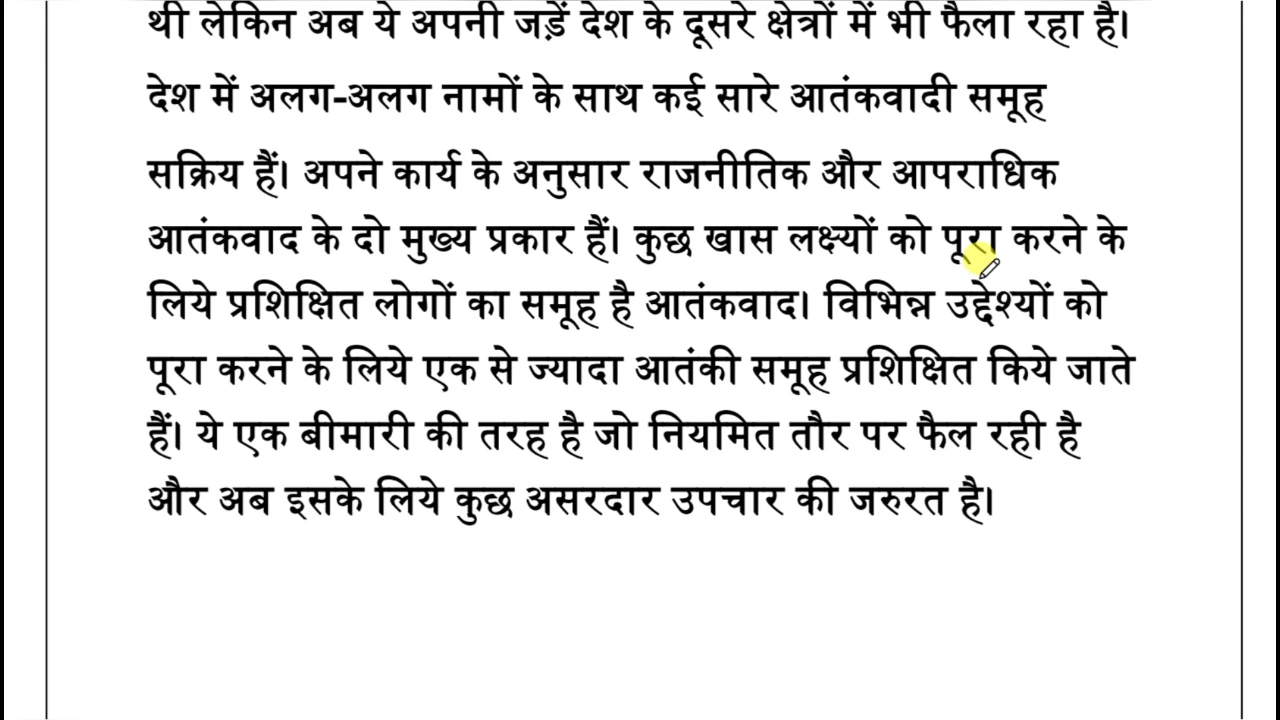 थी लेकिन अब ये अपनी जड़ें देश के दूसरे क्षेत्रों में भी फैला रहा है।
देश में अलग-अलग नामों के साथ कई सारे आतंकवादी समूह
सक्रिय हैं। अपने कार्य के अनुसार राजनीतिक और आपराधिक
आतंकवाद के दो मुख्य प्रकार हैं। कुछ खास लक्ष्यों को पूरा करने के
लिये प्रशिक्षित लोगों का समूह है आतंकवाद। विभिन्न उद्देश्यों को
पूरा करने के लिये एक से ज्यादा आतंकी समूह प्रशिक्षित किये जाते
हैं। ये एक बीमारी की तरह है जो नियमित तौर पर फैल रही है
और अब इसके लिये कुछ असरदार उपचार की जरुरत है।